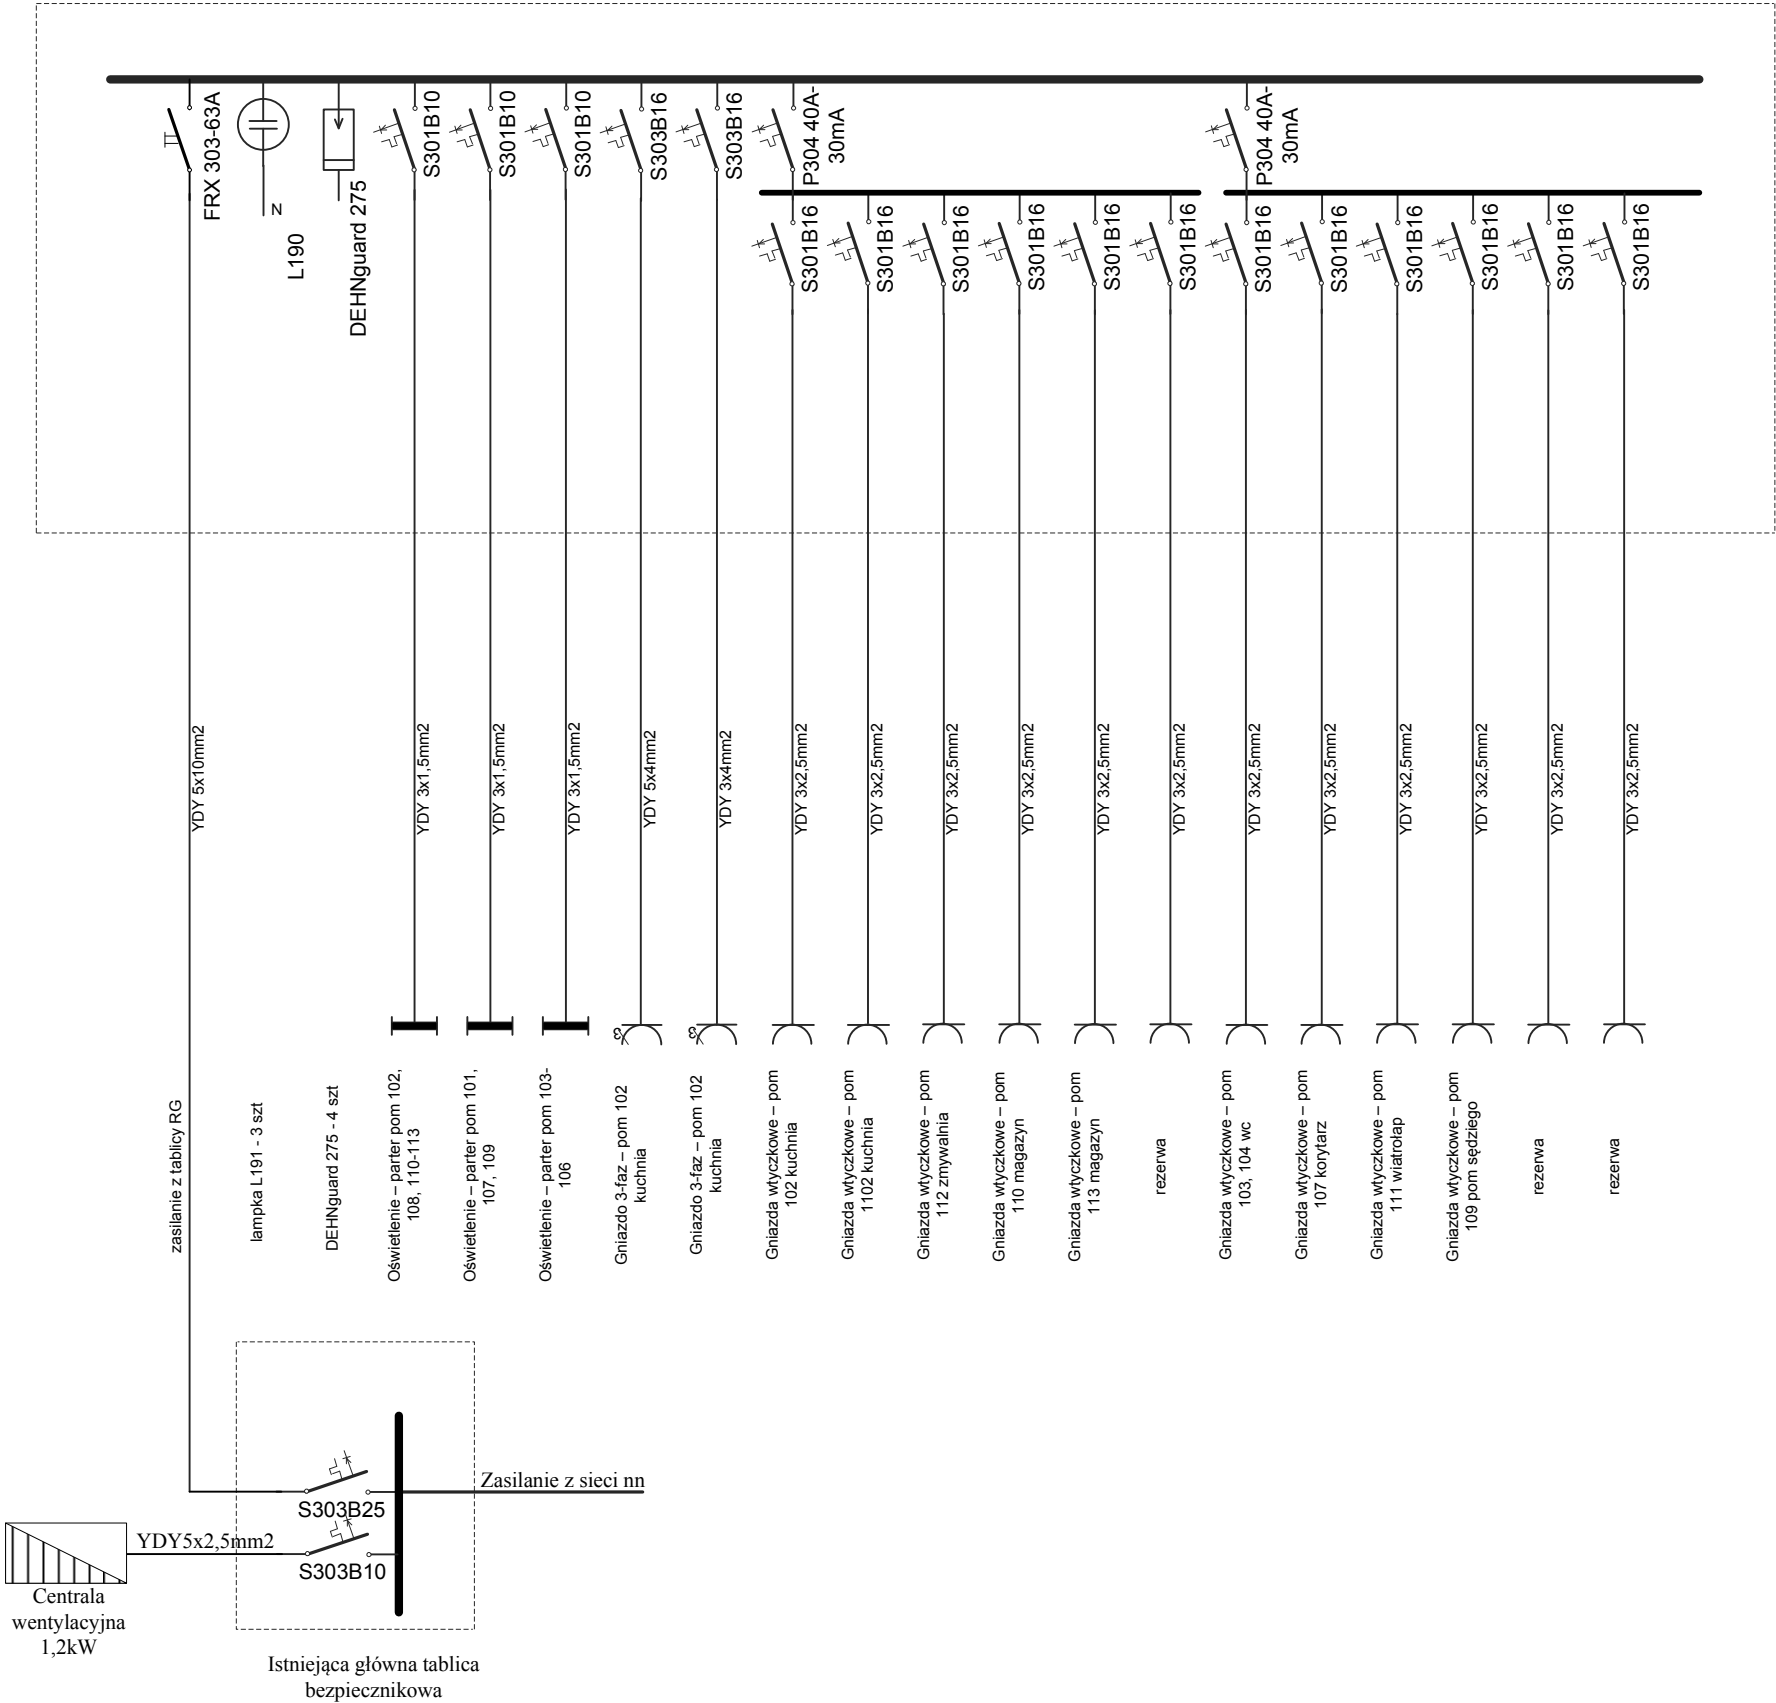 FRX 303-63A
N
L190
DEHNguard 275
S301B10
S301B10
S301B10
S303B16
S303B16
P304 40A-
30mA
P304 40A-
30mA
S301B16
S301B16
S301B16
S301B16
S301B16
S301B16
S301B16
S301B16
S301B16
S301B16
S301B16
S301B16
YDY 5x10mm2
YDY 3x1,5mm2
YDY 3x1,5mm2
YDY 3x1,5mm2
YDY 5x4mm2
YDY 3x4mm2
YDY 3x2,5mm2
YDY 3x2,5mm2
YDY 3x2,5mm2
YDY 3x2,5mm2
YDY 3x2,5mm2
YDY 3x2,5mm2
YDY 3x2,5mm2
YDY 3x2,5mm2
YDY 3x2,5mm2
YDY 3x2,5mm2
YDY 3x2,5mm2
YDY 3x2,5mm2
3
3
zasilanie z tablicy RG
lampka L191 - 3 szt
DEHNguard 275 - 4 szt
Oświetlenie – parter pom 102,
108, 110-113
Oświetlenie – parter pom 101,
107, 109
Oświetlenie – parter pom 103-
106
Gniazdo 3-faz – pom 102
kuchnia
Gniazdo 3-faz – pom 102
kuchnia
Gniazda wtyczkowe – pom
102 kuchnia
Gniazda wtyczkowe – pom
1102 kuchnia
Gniazda wtyczkowe – pom
112 zmywalnia
Gniazda wtyczkowe – pom
110 magazyn
Gniazda wtyczkowe – pom
113 magazyn
rezerwa
Gniazda wtyczkowe – pom
103, 104 wc
Gniazda wtyczkowe – pom
107 korytarz
Gniazda wtyczkowe – pom
111 wiatrołap
Gniazda wtyczkowe – pom
109 pom sędziego
rezerwa
rezerwa
Zasilanie z sieci nn
S303B25
YDY5x2,5mm2
S303B10
Centrala
wentylacyjna
1,2kW
Istniejąca główna tablica
bezpiecznikowa